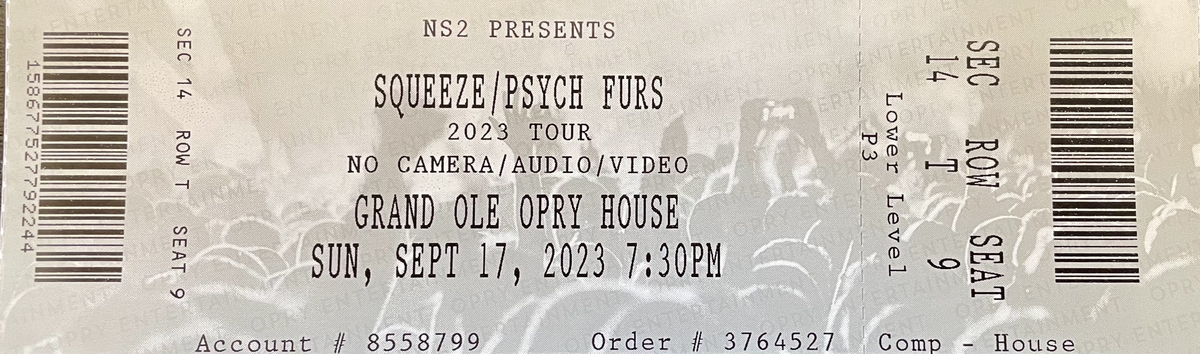 158677527792244
SEC 14 ROW T SEAT 9
NS2 PRESENTS
SQUEEZE/PSYCH FURS
2023 TOUR
NO CAMERA/AUDIO/VIDEO
GRAND OLE OPRY HOUSE
SUN, SEPT 17, 2023 7:30PM
Account # 8558799 Order # 3764527 Comp - House
Lower Level
P3
SEC ROW SEAT
14 T 9
OPRY ENTERTAINMENT